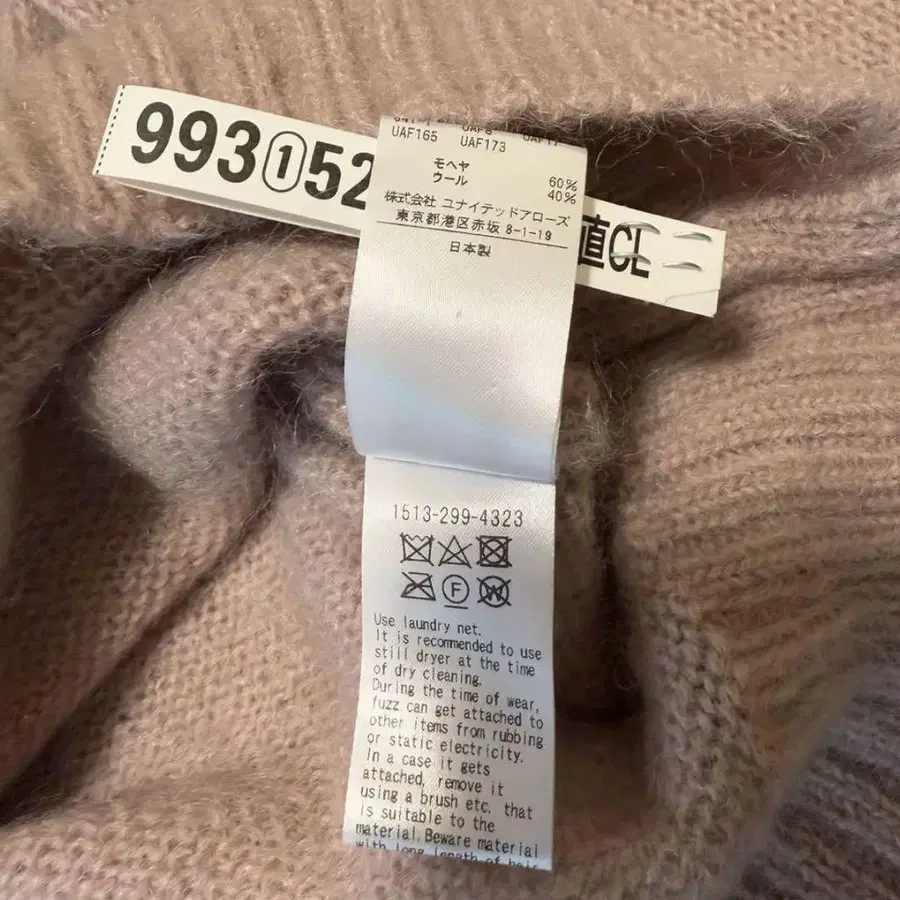 993①52
直CL
UAF165 UAF173
モヘヤ 60%
ウール 40%
株式会社 ユナイテッドアローズ
東京都港区赤坂 8-1-19
日本製
1513-299-4323
F
W
Use laundry net.
It is recommended to use
still dryer at the time
of dry cleaning.
During the time of wear,
fuzz can get attached to
other items from rubbing
or static electricity.
In a case it gets
attached, remove it
using a brush etc. that
is suitable to the
material.Beware material
with long length of hair